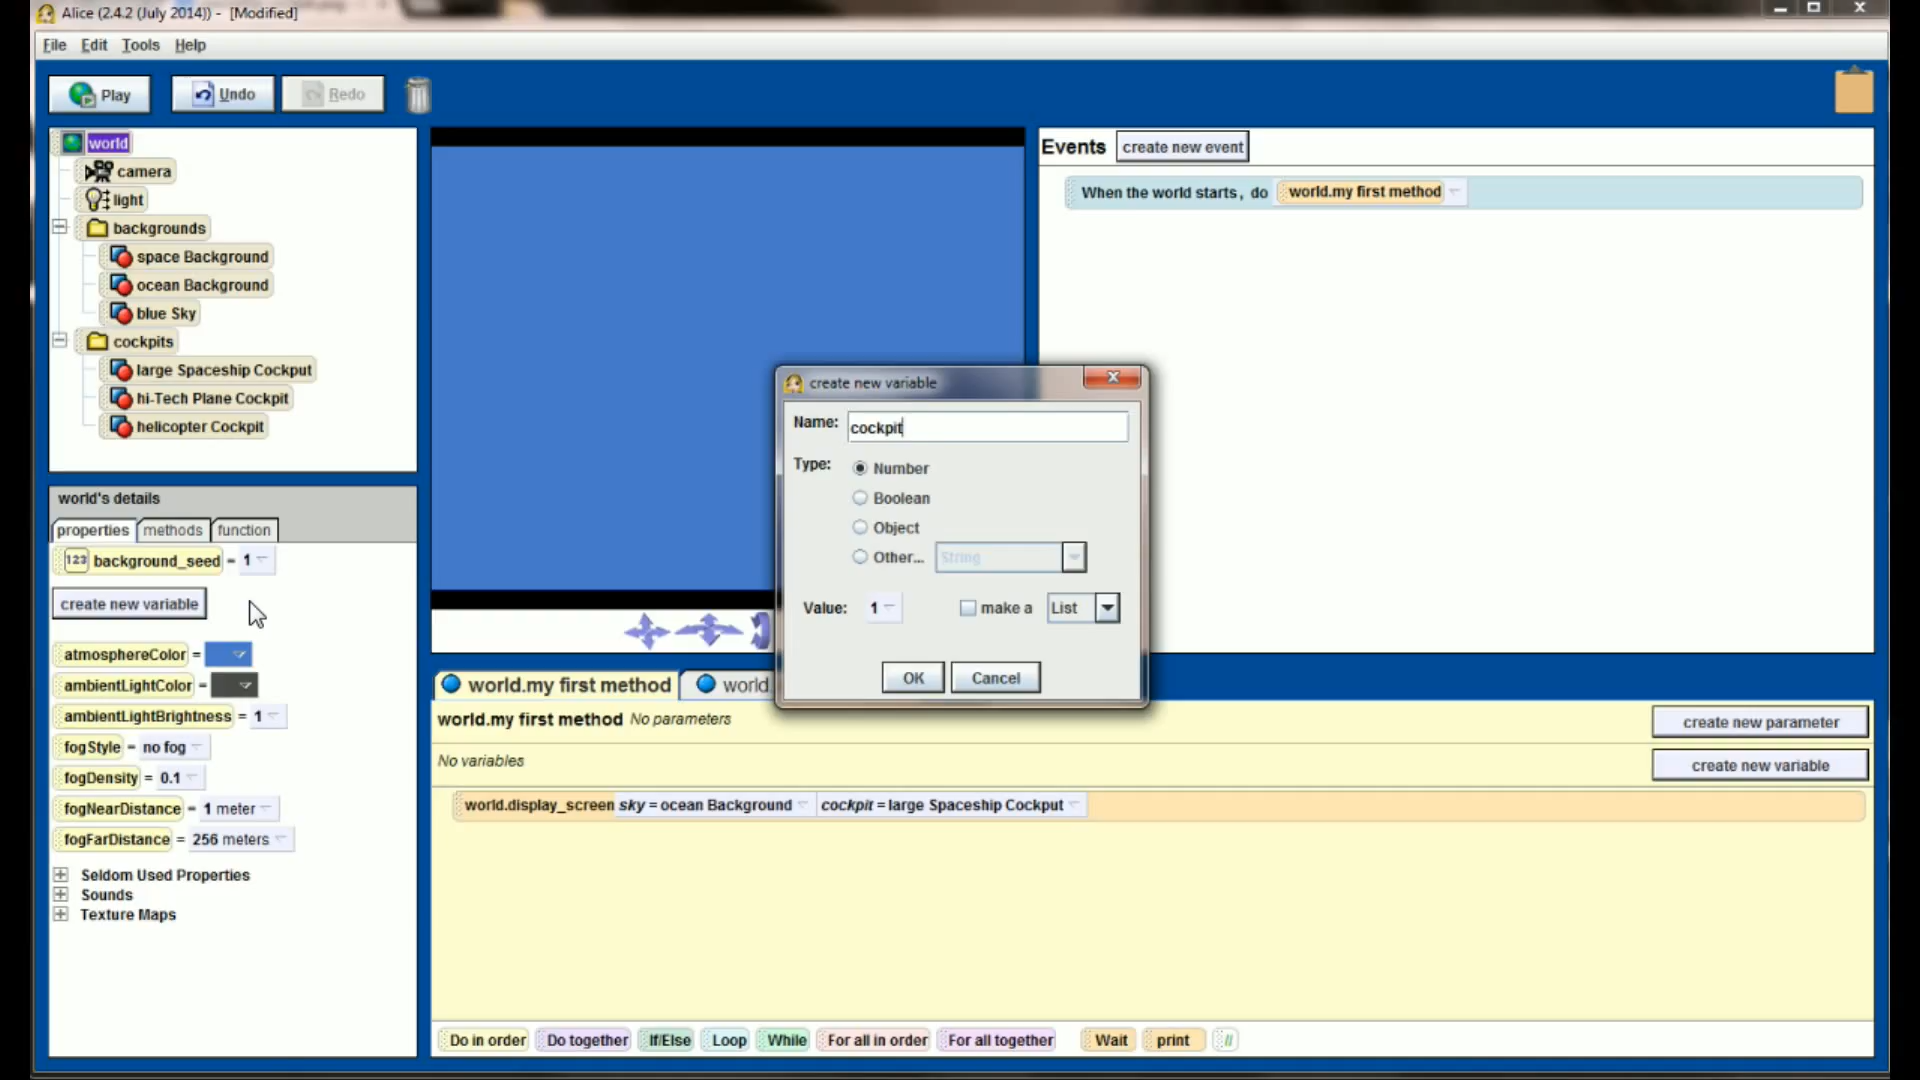 Alice (2.4.2 (July 2014)) - [Modified]
File Edit Tools Help
Play Undo Redo
world
camera
light
backgrounds
space Background
ocean Background
blue Sky
cockpits
large Spaceship Cockput
hi-Tech Plane Cockpit
helicopter Cockpit
Events create new event
When the world starts, do world.my first method
world's details
properties methods function
123 background_seed = 1
create new variable
atmosphereColor =
ambientLightColor =
ambientLightBrightness = 1
fogStyle = no fog
fogDensity = 0.1
fogNearDistance = 1 meter
fogFarDistance = 256 meters
Seldom Used Properties
Sounds
Texture Maps
create new variable
Name: cockpit
Type: Number
Boolean
Object
Other... String
Value: 1 make a List
OK Cancel
world.my first method world.
world.my first method No parameters
create new parameter
No variables
create new variable
world.display_screen sky = ocean Background cockpit = large Spaceship Cockput
Do in order Do together If/Else Loop While For all in order For all together Wait print //